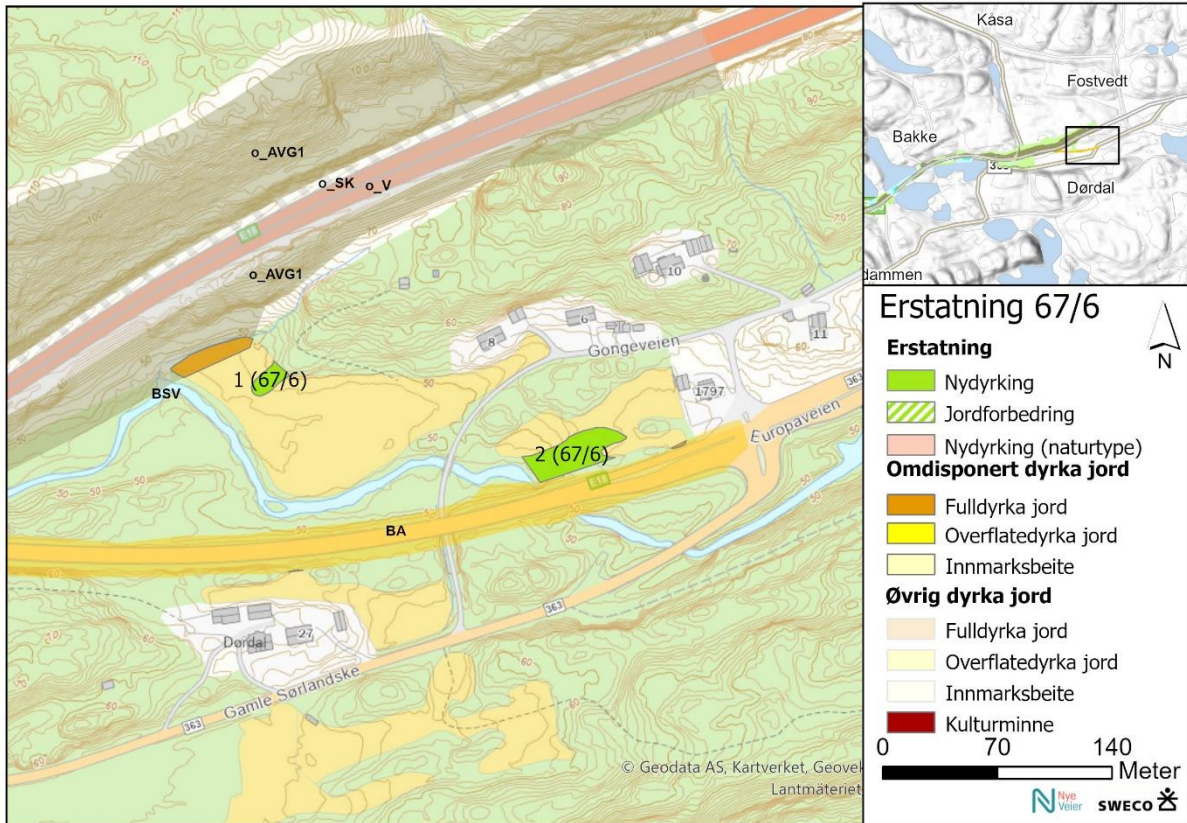 o_AVG1
o_SK o_V
E18
o_AVG1
1 (67/6)
BSV
10
8
6
11
Gongeveien
1797
363
Europaveien
2 (67/6)
E18
BA
Dørdal
27
363
Gamle Sørlandske
363
© Geodata AS, Kartverket, Geovek
Lantmäteriet
Kasa
Fostvedt
Bakke
Dørdal
dammen
Erstatning 67/6
N
Erstatning
Nydyrking
Jordforbedring
Nydyrking (naturtype)
Omdisponert dyrka jord
Fulldyrka jord
Overflatedyrka jord
Innmarksbeite
Øvrig dyrka jord
Fulldyrka jord
Overflatedyrka jord
Innmarksbeite
Kulturminne
0 70 140
Meter
Nye Veier
SWECO